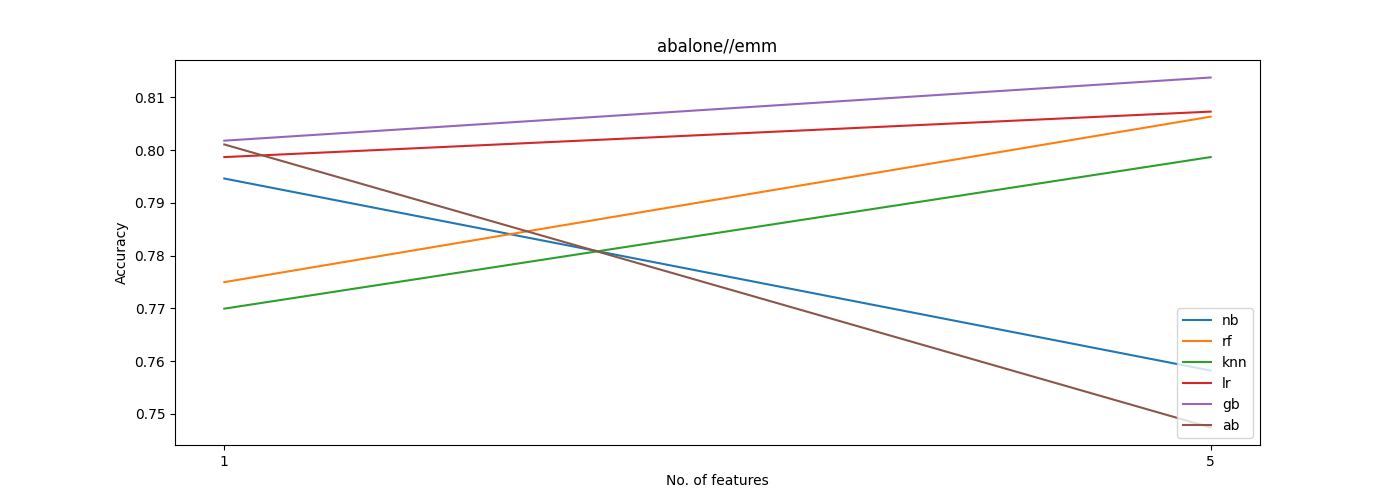 abalone//emm
0.81
0.80
0.79
0.78
0.77
0.76
0.75
Accuracy
1
5
No. of features
nb
rf
knn
lr
gb
ab